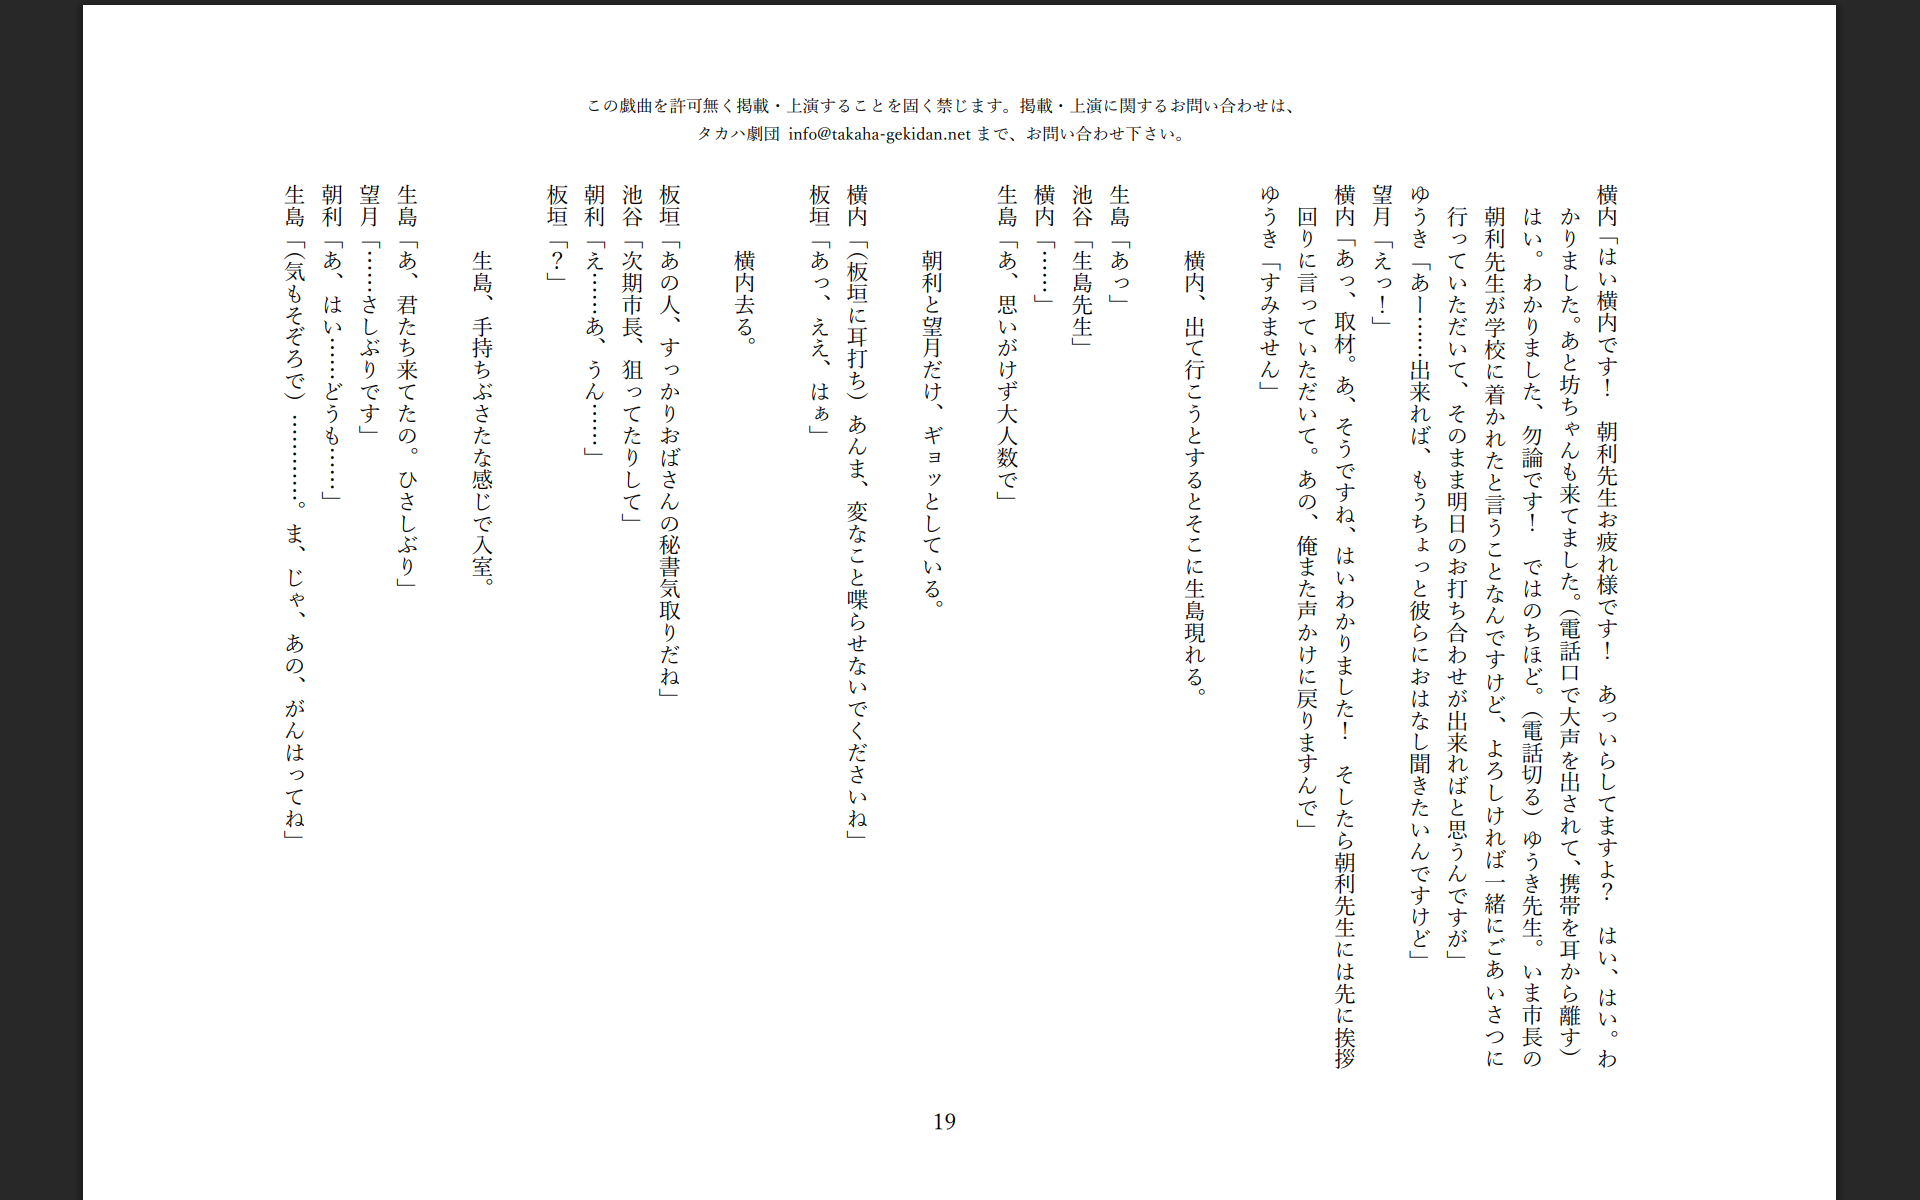 この戯曲を許可無く掲載・上演することを固く禁じます。掲載・上演に関するお問い合わせは、
タカハ劇団 info@takaha-gekidan.net まで、お問い合わせ下さい。
横内「はい横内です！　朝利先生お疲れ様です！　あっいらしてますよ？　はい、はい。わ
かりました。あと坊ちゃんも来てました。（電話口で大声を出されて、携帯を耳から離す）
はい。わかりました、勿論です！　ではのちほど。（電話切る）ゆうき先生。いま市長の
朝利先生が学校に着かれたと言うことなんですけど、よろしければ一緒にごあいさつに
行っていただいて、そのまま明日のお打ち合わせが出来ればと思うんですが」
ゆうき「あー……出来れば、もうちょっと彼らにおはなし聞きたいんですけど」
望月「えっ！」
横内「あっ、取材。あ、そうですね、はいわかりました！　そしたら朝利先生には先に挨拶
回りに言っていただいて。あの、俺また声かけに戻りますんで」
ゆうき「すみません」
横内、出て行こうとするとそこに生島現れる。
生島「あっ」
池谷「生島先生」
横内「……」
生島「あ、思いがけず大人数で」
朝利と望月だけ、ギョッとしている。
横内「（板垣に耳打ち）あんま、変なこと喋らせないでくださいね」
板垣「あっ、ええ、はぁ」
横内去る。
板垣「あの人、すっかりおばさんの秘書気取りだね」
池谷「次期市長、狙ってたりして」
朝利「え……あ、うん……」
板垣「？」
生島、手持ちぶさたな感じで入室。
生島「あ、君たち来てたの。ひさしぶり」
望月「……さしぶりです」
朝利「あ、はい……どうも……」
生島「（気もそぞろで）…………。ま、じゃ、あの、がんはってね」
19